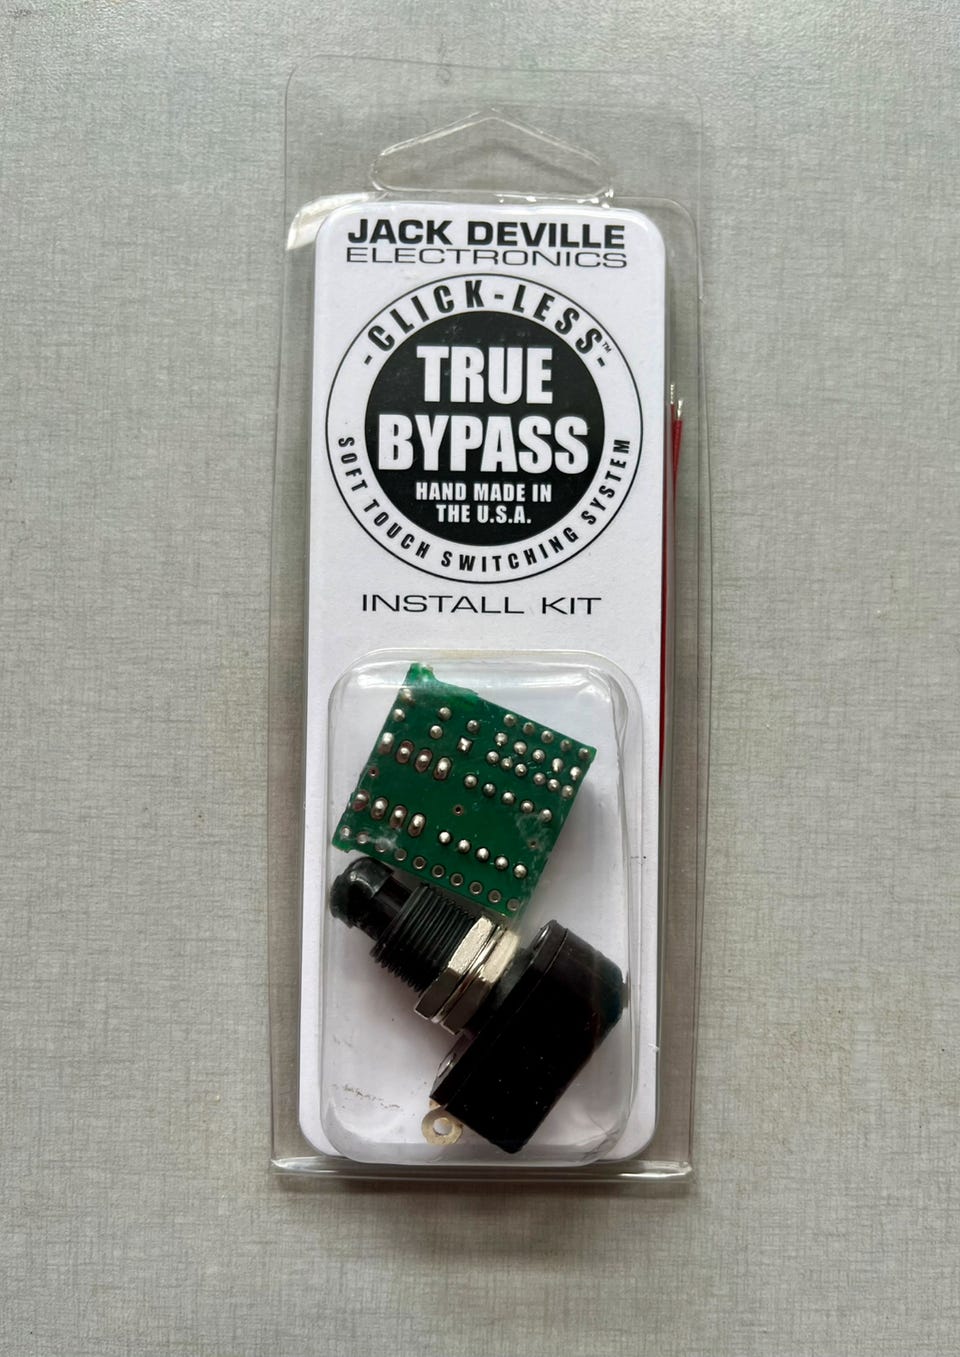 JACK DEVILLE
ELECTRONICS
-CLICK-LESS-™
TRUE
BYPASS
HAND MADE IN
THE U.S.A.
SOFT TOUCH SWITCHING SYSTEM
INSTALL KIT